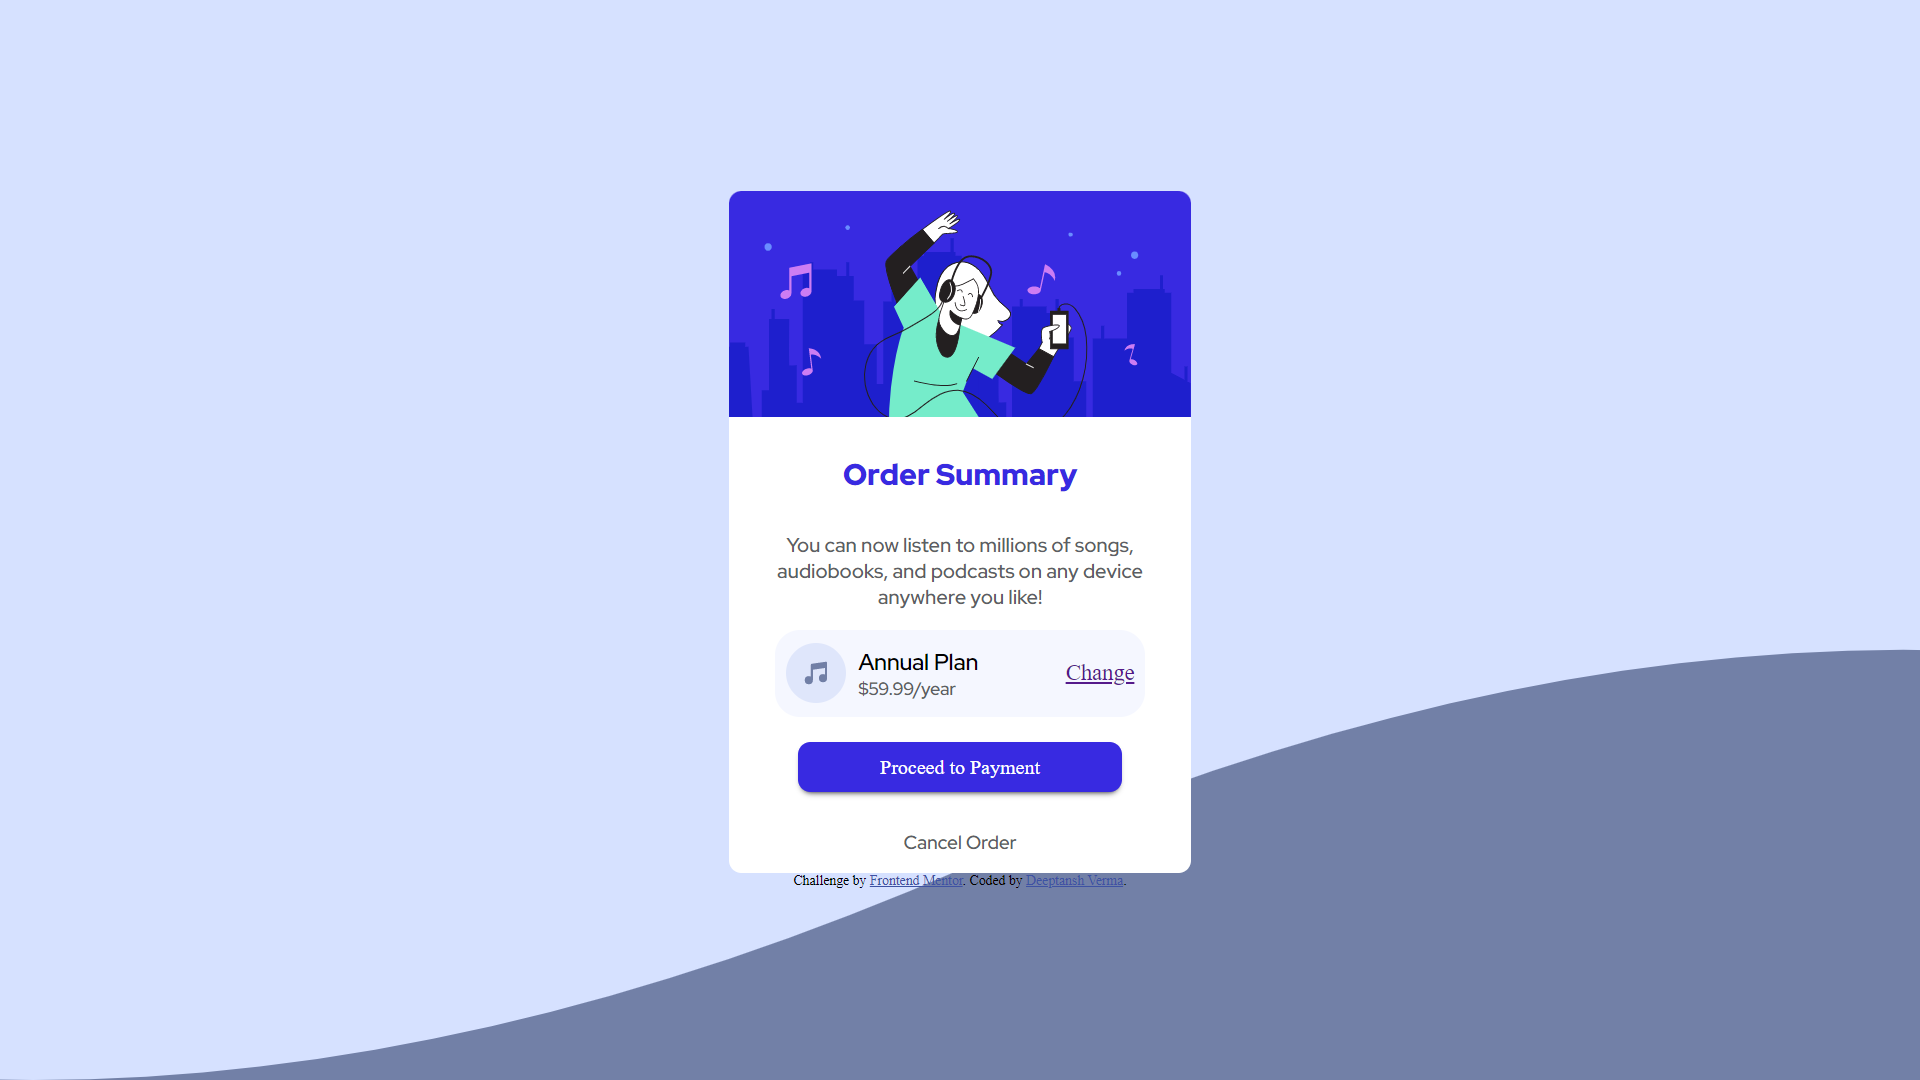 Order Summary
You can now listen to millions of songs,
audiobooks, and podcasts on any device
anywhere you like!
Annual Plan
$59.99/year
Change
Proceed to Payment
Cancel Order
Challenge by Frontend Mentor. Coded by Deeptansh Verma.